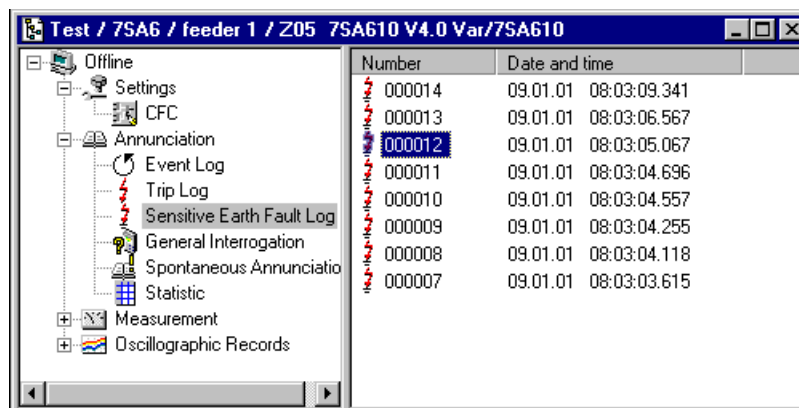 Test / 7SA6 / feeder 1 / Z05 7SA610 V4.0 Var/7SA610
Offline
Settings
CFC
Annunciation
Event Log
Trip Log
Sensitive Earth Fault Log
General Interrogation
Spontaneous Annunciatio
Statistic
Measurement
Oscillographic Records
Number Date and time
000014 09.01.01 08:03:09.341
000013 09.01.01 08:03:06.567
000012 09.01.01 08:03:05.067
000011 09.01.01 08:03:04.696
000010 09.01.01 08:03:04.557
000009 09.01.01 08:03:04.255
000008 09.01.01 08:03:04.118
000007 09.01.01 08:03:03.615